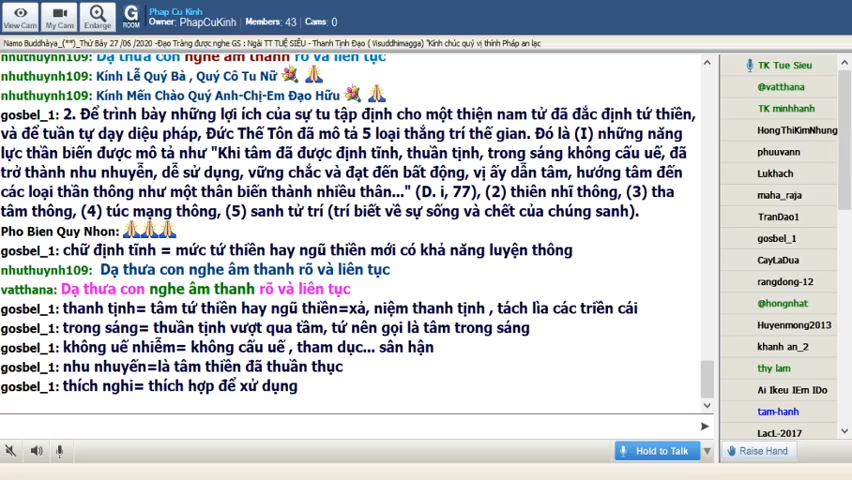 Phap Cu Kinh
Owner: PhapCuKinh | Members: 43 | Cams: 0
View Cam
My Cam
Enlarge
G
ROOM
Namo Buddhàya_(**)_Thứ Bảy 27 /06 /2020 -Đạo Tràng được nghe GS : Ngài TT TUỆ SIÊU - Thanh Tịnh Đạo ( Visuddhimagga) "Kính chúc quý vị thính Pháp an lạc
nhuthuynh109: Dạ thưa con nghe âm thanh rõ và liên tục
nhuthuynh109: Kính Lễ Quý Bà , Quý Cô Tu Nữ
nhuthuynh109: Kính Mến Chào Quý Anh-Chị-Em Đạo Hữu
gosbel_1: 2. Để trình bày những lợi ích của sự tu tập định cho một thiện nam tử đã đắc định tứ thiền,
và để tuần tự dạy diệu pháp, Đức Thế Tôn đã mô tả 5 loại thắng trí thế gian. Đó là (I) những năng
lực thần biến được mô tả như "Khi tâm đã được định tĩnh, thuần tịnh, trong sáng không cấu uế, đã
trở thành nhu nhuyễn, dễ sử dụng, vững chắc và đạt đến bất động, vị ấy dẫn tâm, hướng tâm đến
các loại thần thông như một thân biến thành nhiều thân..." (D. i, 77), (2) thiên nhĩ thông, (3) tha
tâm thông, (4) túc mạng thông, (5) sanh tử trí (trí biết về sự sống và chết của chúng sanh).
Pho Bien Quy Nhon:
gosbel_1: chữ định tĩnh = mức tứ thiền hay ngũ thiền mới có khả năng luyện thông
nhuthuynh109: Dạ thưa con nghe âm thanh rõ và liên tục
vatthana: Dạ thưa con nghe âm thanh rõ và liên tục
gosbel_1: thanh tịnh= tâm tứ thiền hay ngũ thiền=xả, niệm thanh tịnh , tách lìa các triền cái
gosbel_1: trong sáng= thuần tịnh vượt qua tầm, tứ nên gọi là tâm trong sáng
gosbel_1: không uế nhiễm= không cấu uế , tham dục... sân hận
gosbel_1: nhu nhuyến=là tâm thiền đã thuần thục
gosbel_1: thích nghi= thích hợp để xử dụng
Hold to Talk
TK Tue Sieu
@vatthana
TK minhhanh
HongThiKimNhung
phuuvann
Lukhach
maha_raja
TranDao1
gosbel_1
CayLaDua
rangdong-12
@hongnhat
Huyenmong2013
khanh an_2
thy lam
Ai Ikeu IEm IDo
tam-hanh
LacL-2017
Raise Hand